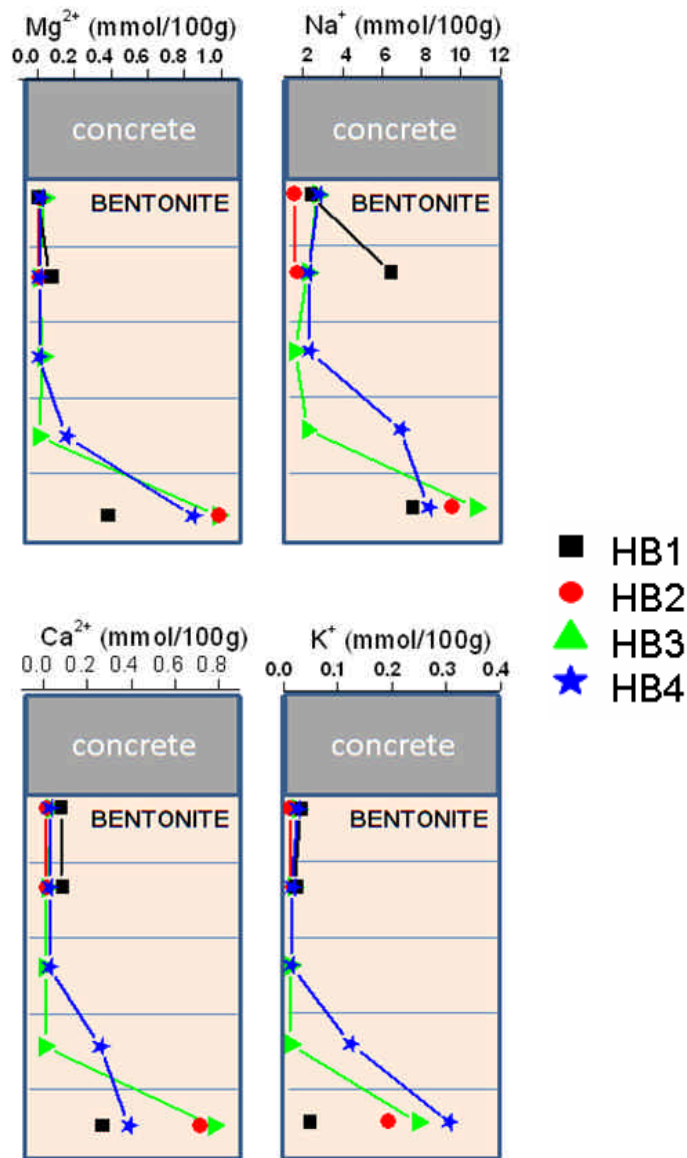 Mg2+ (mmol/100g)
0.0 0.2 0.4 0.6 0.8 1.0
concrete
BENTONITE
Na+ (mmol/100g)
2 4 6 8 10 12
concrete
BENTONITE
HB1
HB2
HB3
HB4
Ca2+ (mmol/100g)
0.0 0.2 0.4 0.6 0.8
concrete
BENTONITE
K+ (mmol/100g)
0.0 0.1 0.2 0.3 0.4
concrete
BENTONITE